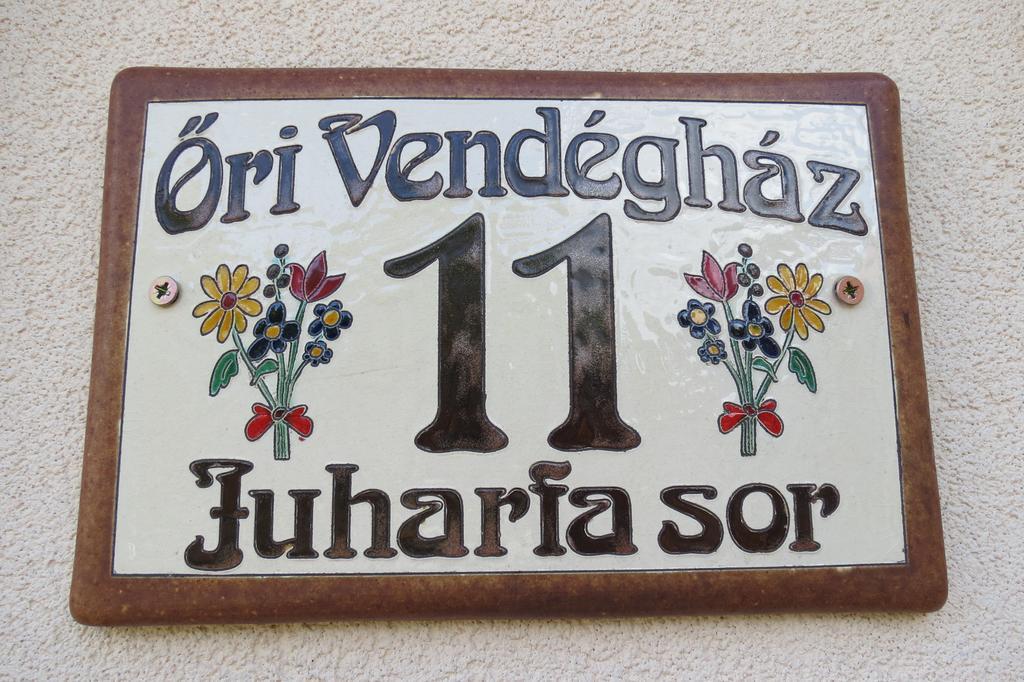 Őri Vendégház
11
Juharfa sor